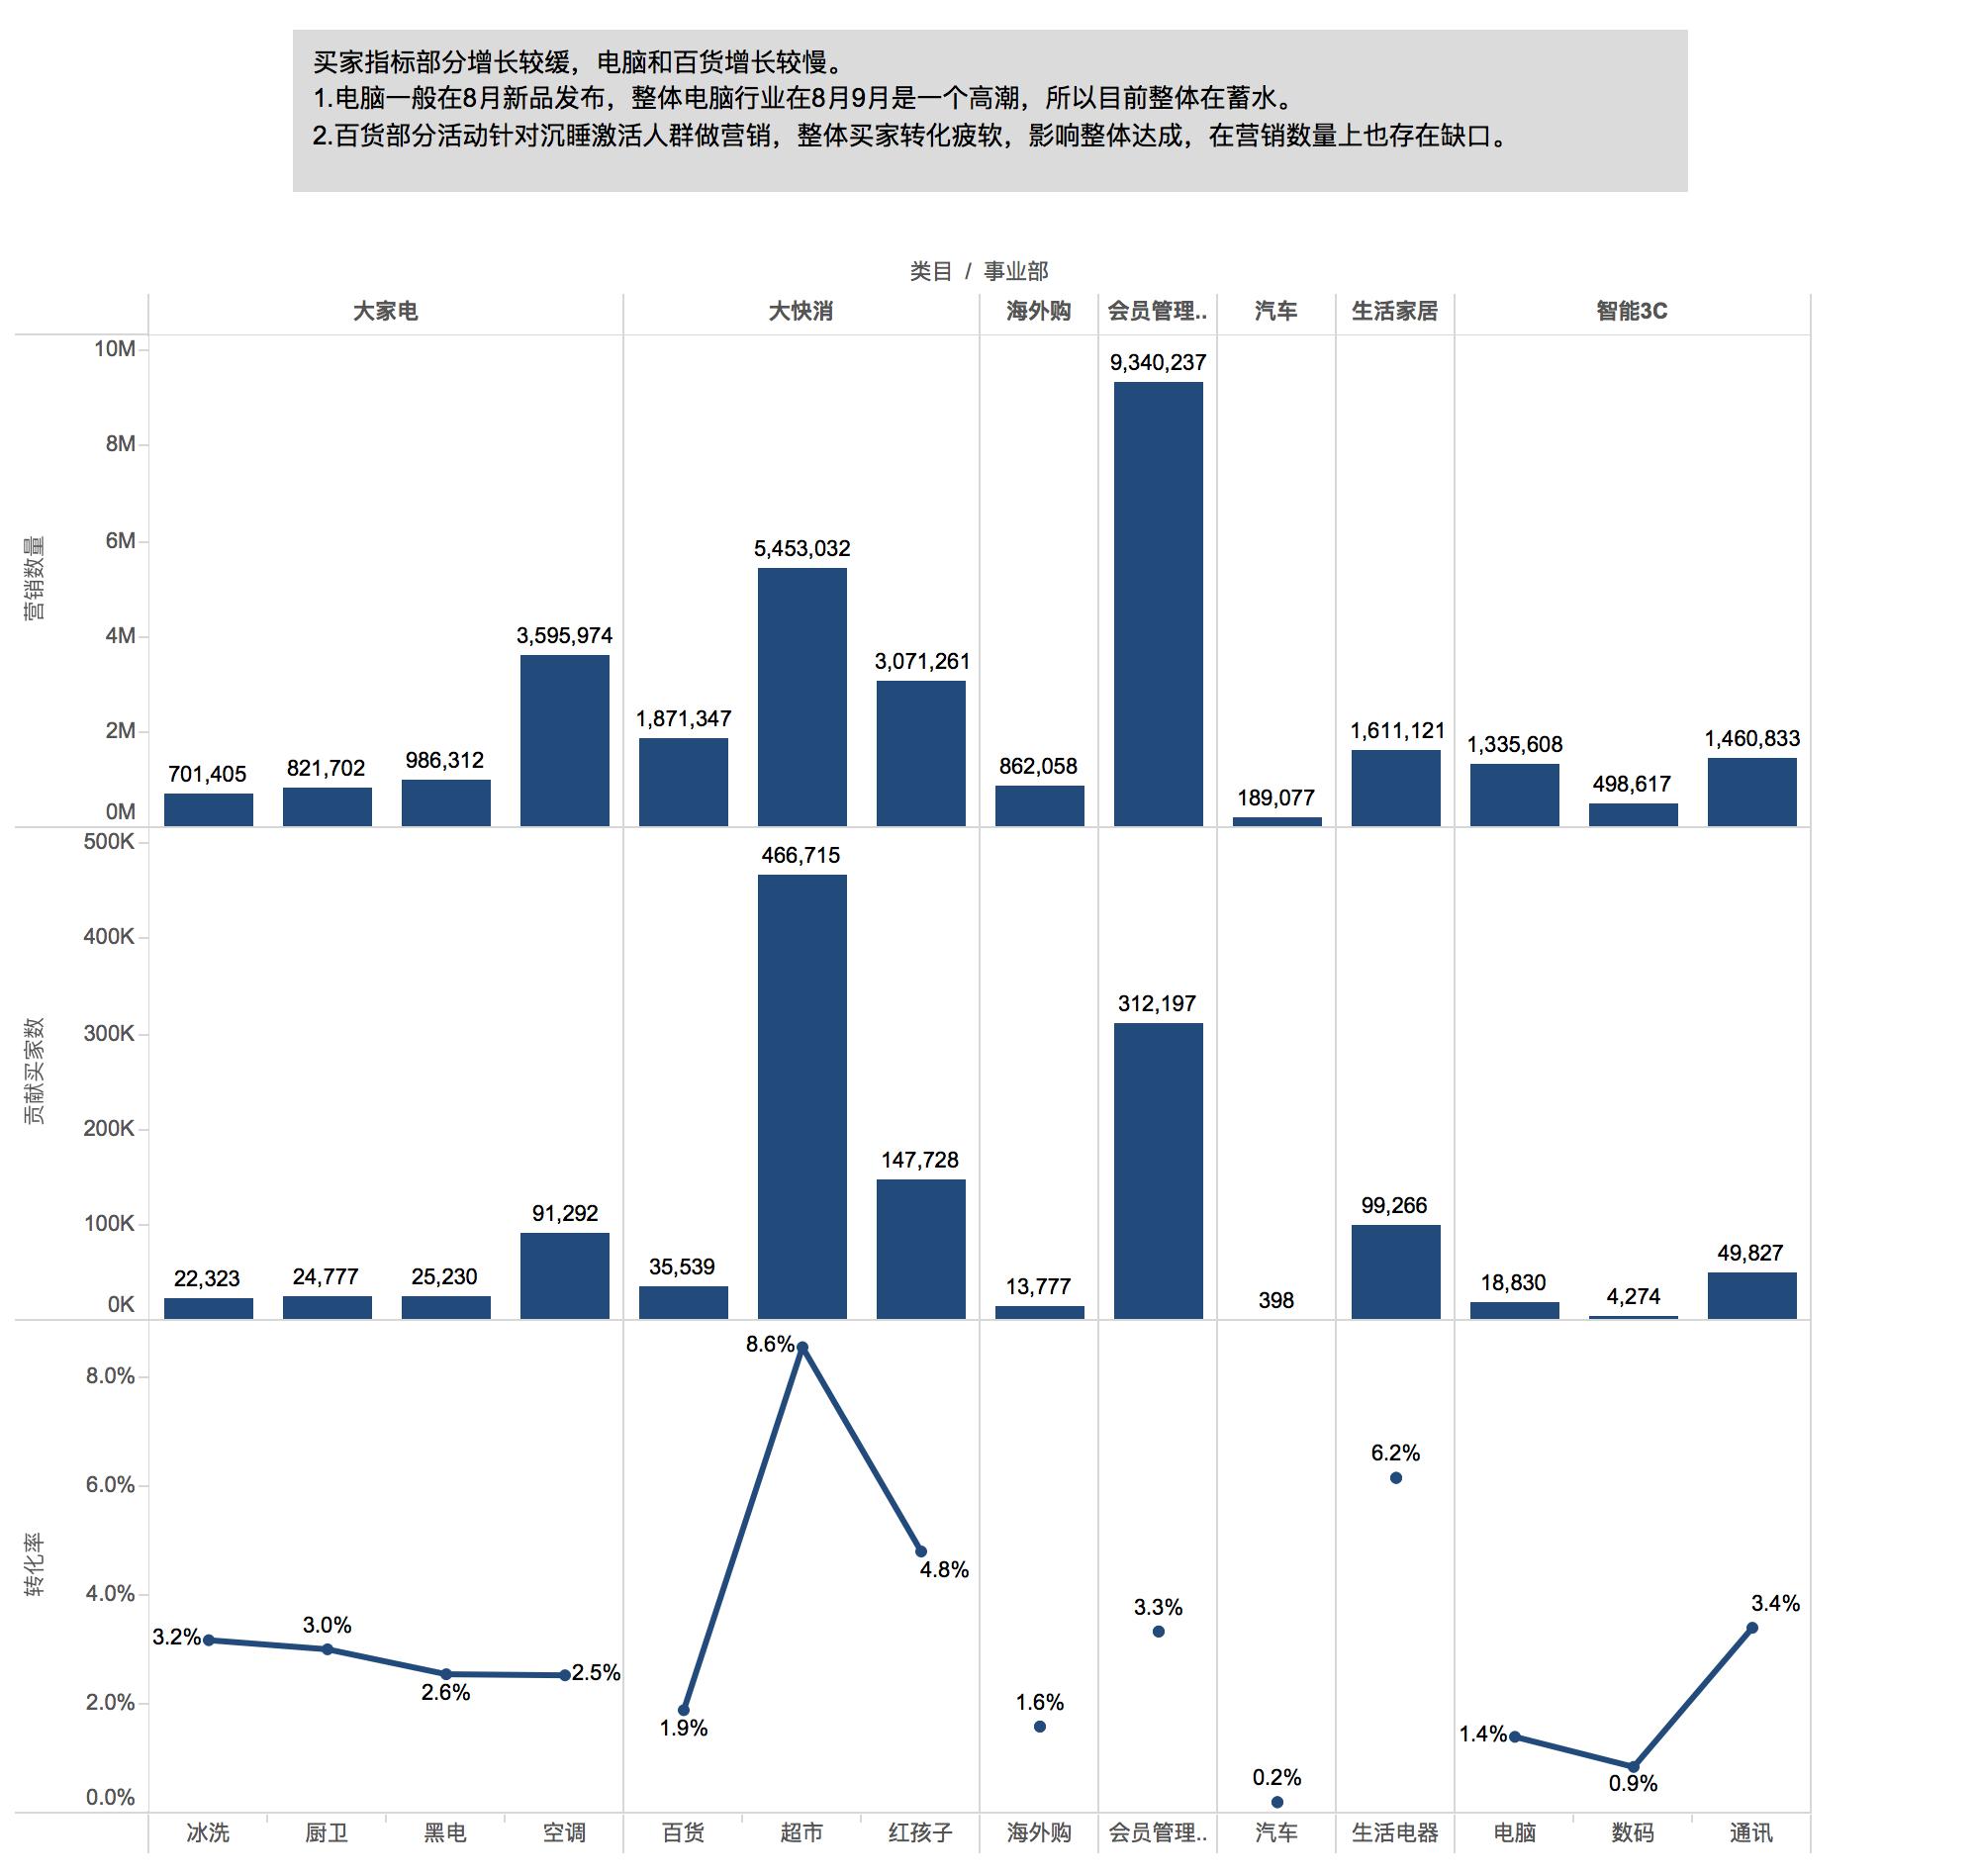 买家指标部分增长较缓，电脑和百货增长较慢。
1.电脑一般在8月新品发布，整体电脑行业在8月9月是一个高潮，所以目前整体在蓄水。
2.百货部分活动针对沉睡激活人群做营销，整体买家转化疲软，影响整体达成，在营销数量上也存在缺口。
类目 / 事业部
大家电 大快消 海外购 会员管理.. 汽车 生活家居 智能3C
营销数量
10M
8M
6M
4M
2M
0M
701,405 821,702 986,312 3,595,974 1,871,347 5,453,032 3,071,261 862,058 9,340,237 189,077 1,611,121 1,335,608 498,617 1,460,833
贡献买家数
500K
400K
300K
200K
100K
0K
22,323 24,777 25,230 91,292 35,539 466,715 147,728 13,777 312,197 398 99,266 18,830 4,274 49,827
转化率
8.0%
6.0%
4.0%
2.0%
0.0%
3.2% 3.0% 2.6% 2.5% 1.9% 8.6% 4.8% 1.6% 3.3% 0.2% 6.2% 1.4% 0.9% 3.4%
冰洗 厨卫 黑电 空调 百货 超市 红孩子 海外购 会员管理.. 汽车 生活电器 电脑 数码 通讯